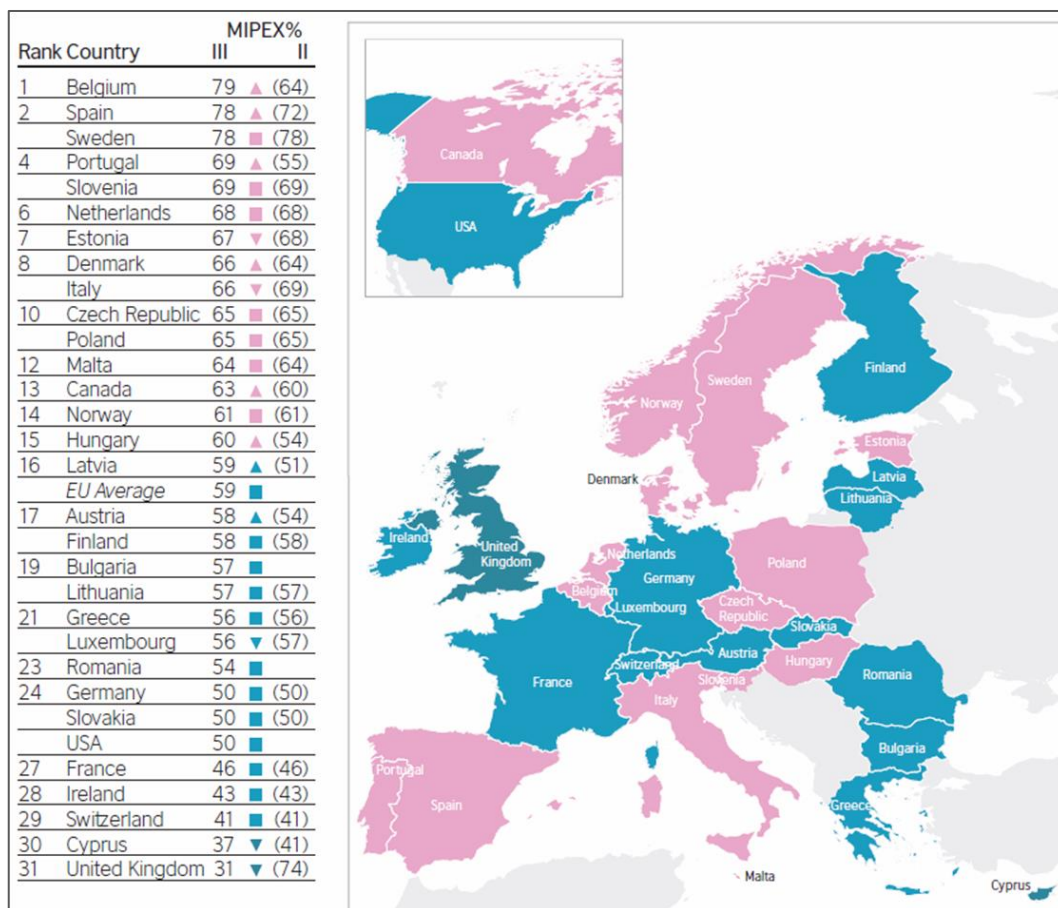 MIPEX%
Rank Country III II
1 Belgium 79 ▲ (64)
2 Spain 78 ▲ (72)
Sweden 78 ■ (78)
4 Portugal 69 ▲ (55)
Slovenia 69 ■ (69)
6 Netherlands 68 ■ (68)
7 Estonia 67 ▼ (68)
8 Denmark 66 ▲ (64)
Italy 66 ▼ (69)
10 Czech Republic 65 ■ (65)
Poland 65 ■ (65)
12 Malta 64 ■ (64)
13 Canada 63 ▲ (60)
14 Norway 61 ■ (61)
15 Hungary 60 ▲ (54)
16 Latvia 59 ▲ (51)
EU Average 59 ■
17 Austria 58 ▲ (54)
Finland 58 ■ (58)
19 Bulgaria 57 ■
Lithuania 57 ■ (57)
21 Greece 56 ■ (56)
Luxembourg 56 ▼ (57)
23 Romania 54 ■
24 Germany 50 ■ (50)
Slovakia 50 ■ (50)
USA 50 ■
27 France 46 ■ (46)
28 Ireland 43 ■ (43)
29 Switzerland 41 ■ (41)
30 Cyprus 37 ▼ (41)
31 United Kingdom 31 ▼ (74)
Canada
USA
Finland
Sweden
Norway
Estonia
Denmark
Latvia
Lithuania
Ireland
United
Kingdom
Netherlands
Poland
Germany
Belgium
Luxembourg
Czech
Republic
Slovakia
Austria
Switzerland
Hungary
Slovenia
Romania
France
Italy
Bulgaria
Portugal
Spain
Greece
Malta
Cyprus